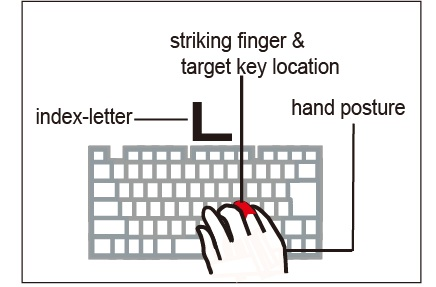 striking finger &
target key location
index-letter
L
hand posture